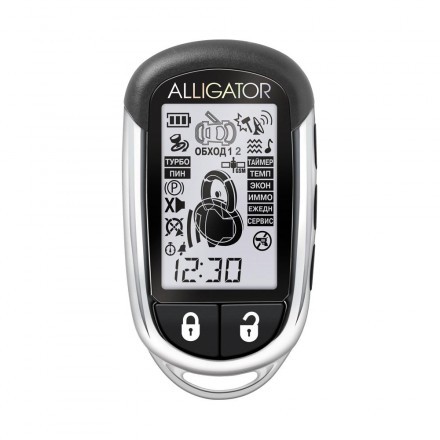 ALLIGATOR
ОБХОД 1 2
ТУРБО
ПИН
ТАЙМЕР
ТЕМП
ЭКОН
ИММО
ЕЖЕДН
СЕРВИС
P
12:30